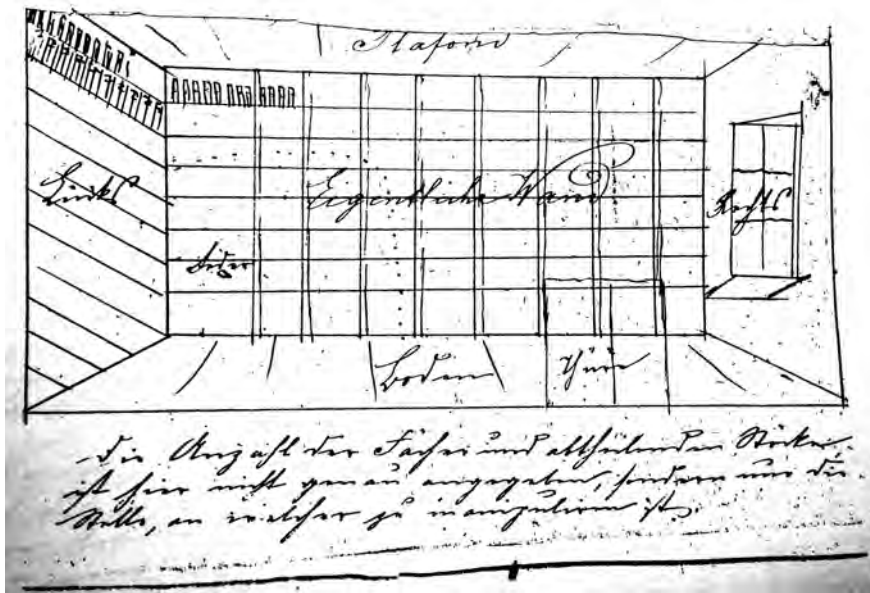 Plafond
Links
Eigentliche Wand
Rechts
Boden
Thüre
Die Anzahl der Fächer und abtheilenden Stöcke
ist hier nicht genau angegeben, sondern nur die
Stelle, an welcher zu manipulieren ist.